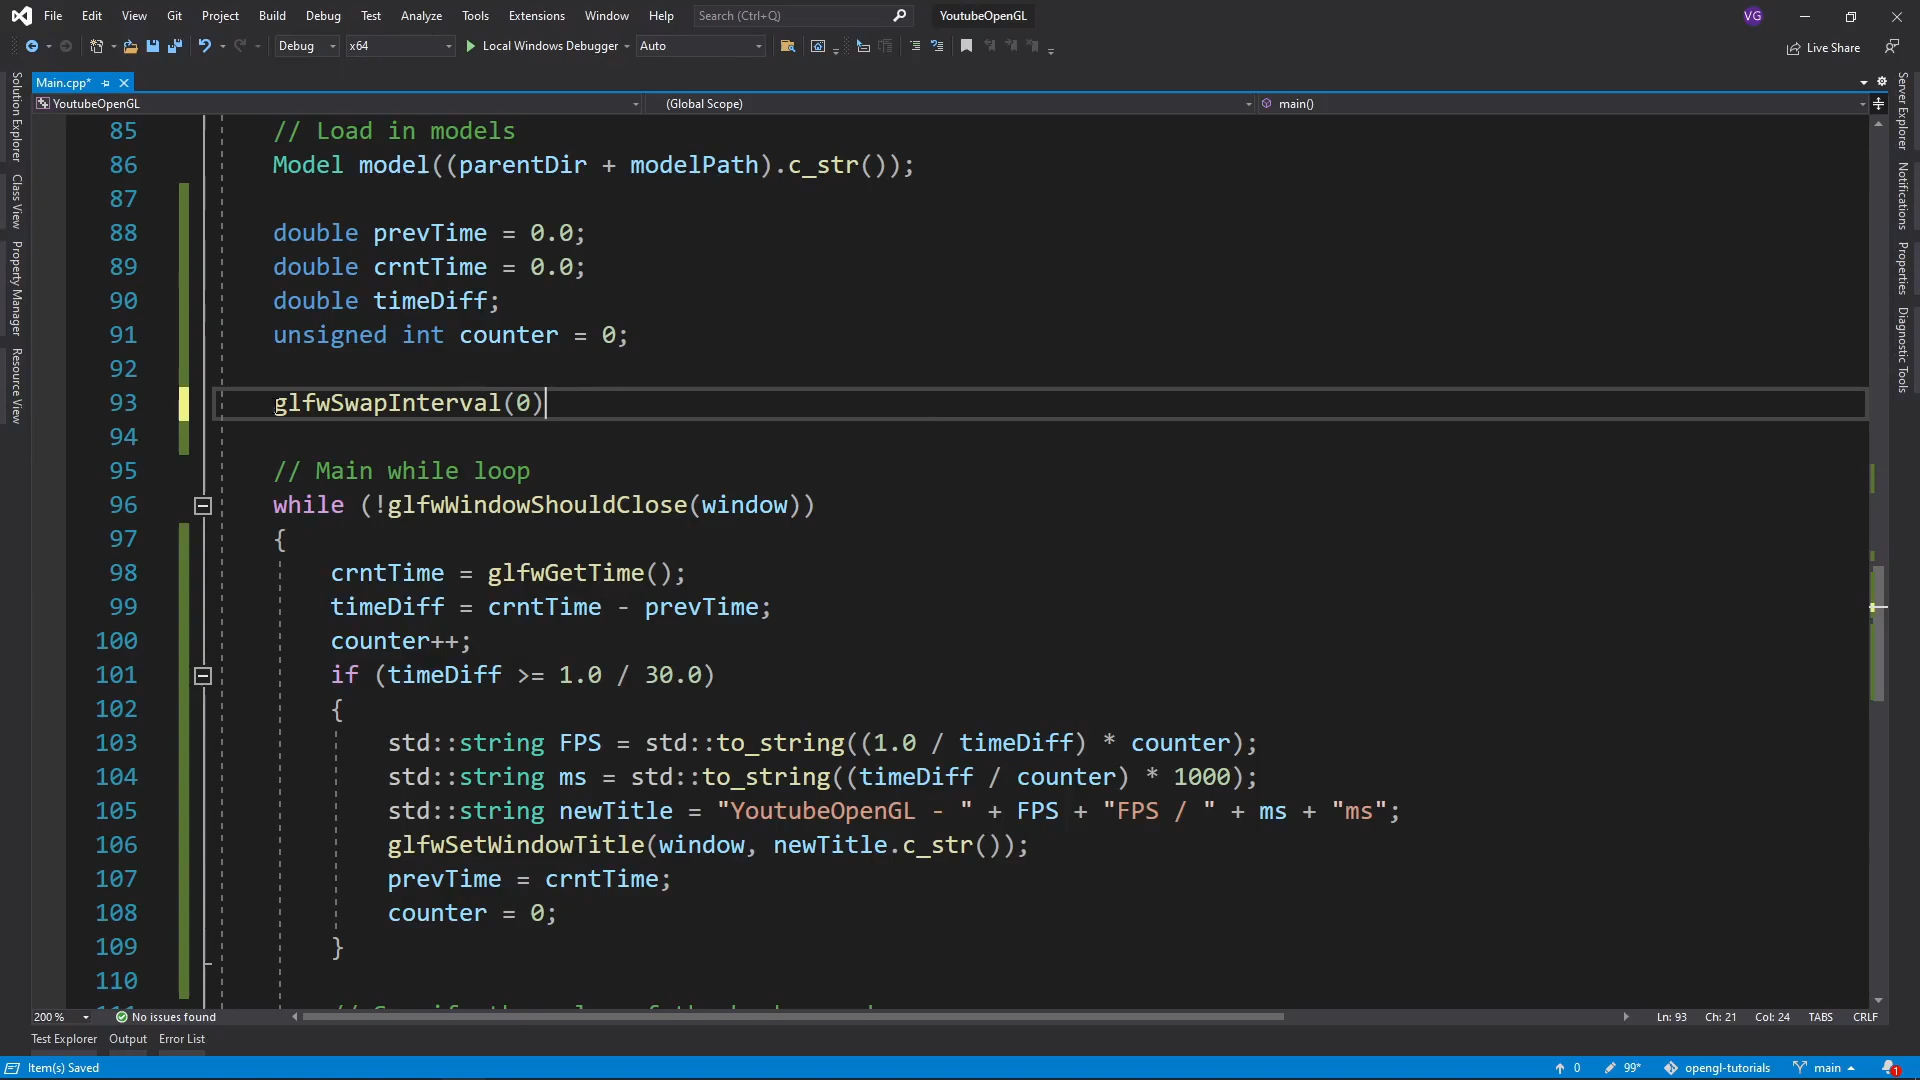 File Edit View Git Project Build Debug Test Analyze Tools Extensions Window Help Search (Ctrl+Q) YoutubeOpenGL VG
Debug x64 Local Windows Debugger Auto Live Share
Main.cpp*
YoutubeOpenGL (Global Scope) main()
Solution Explorer
Class View
Property Manager
Resource View
85 // Load in models
86 Model model((parentDir + modelPath).c_str());
87
88 double prevTime = 0.0;
89 double crntTime = 0.0;
90 double timeDiff;
91 unsigned int counter = 0;
92
93 glfwSwapInterval(0)
94
95 // Main while loop
96 while (!glfwWindowShouldClose(window))
97 {
98 crntTime = glfwGetTime();
99 timeDiff = crntTime - prevTime;
100 counter++;
101 if (timeDiff >= 1.0 / 30.0)
102 {
103 std::string FPS = std::to_string((1.0 / timeDiff) * counter);
104 std::string ms = std::to_string((timeDiff / counter) * 1000);
105 std::string newTitle = "YoutubeOpenGL - " + FPS + "FPS / " + ms + "ms";
106 glfwSetWindowTitle(window, newTitle.c_str());
107 prevTime = crntTime;
108 counter = 0;
109 }
110
Server Explorer
Notifications
Properties
Diagnostic Tools
200 % No issues found Ln: 93 Ch: 21 Col: 24 TABS CRLF
Test Explorer Output Error List
Item(s) Saved 0 99* opengl-tutorials main 1